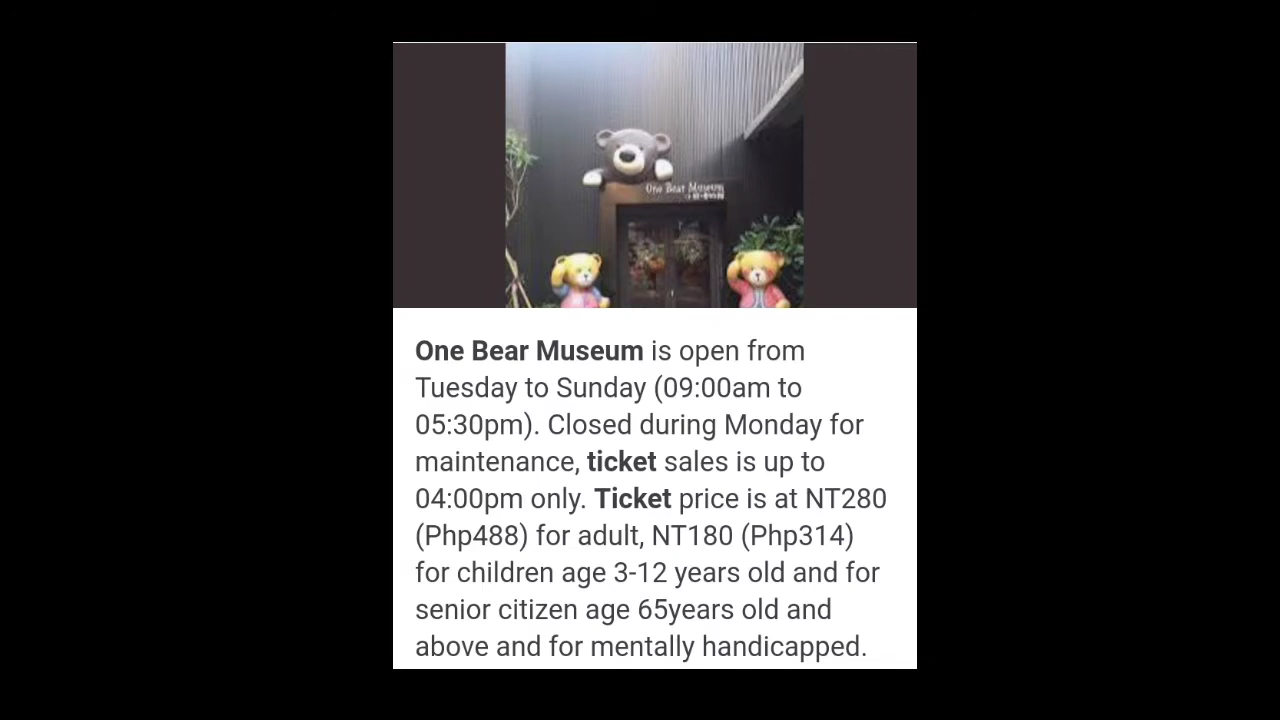 One Bear Museum
One Bear Museum is open from
Tuesday to Sunday (09:00am to
05:30pm). Closed during Monday for
maintenance, ticket sales is up to
04:00pm only. Ticket price is at NT280
(Php488) for adult, NT180 (Php314)
for children age 3-12 years old and for
senior citizen age 65years old and
above and for mentally handicapped.